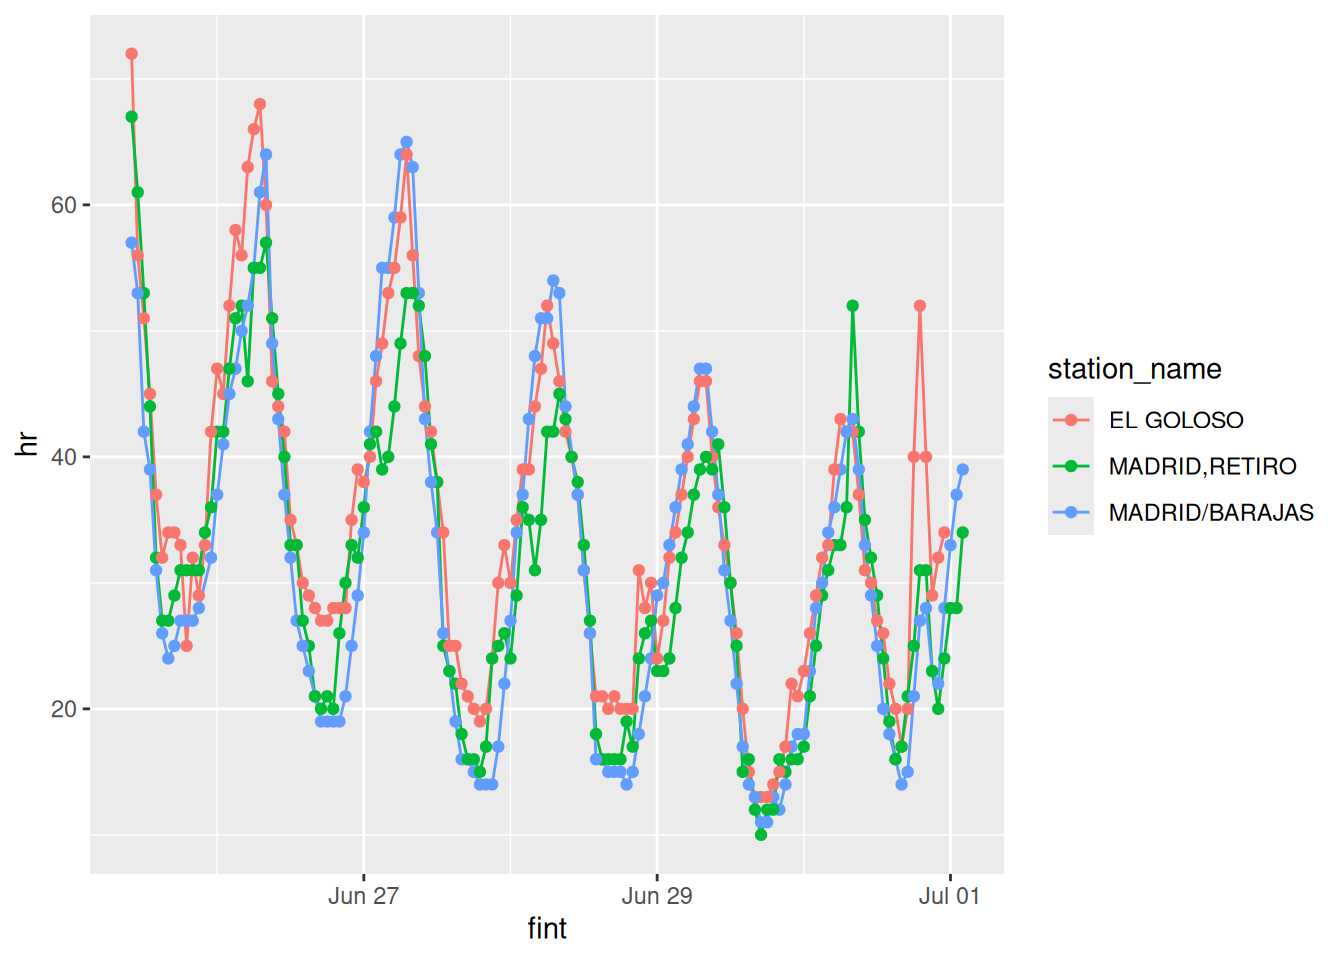 60
40
20
hr
Jun 27
Jun 29
Jul 01
fint
station_name
EL GOLOSO
MADRID,RETIRO
MADRID/BARAJAS